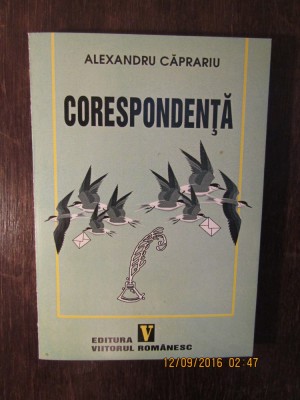 ALEXANDRU CĂPRARIU
CORESPONDENȚĂ
EDITURA V
VIITORUL ROMÂNESC
12/09/2016 02:47